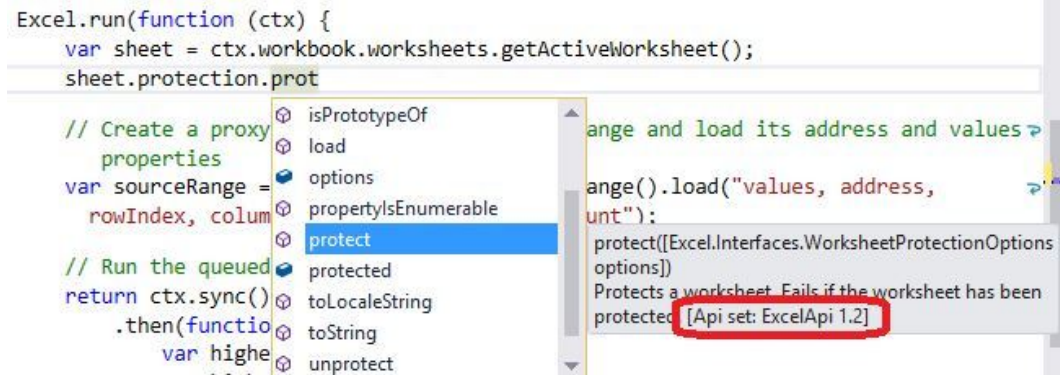 Excel.run(function (ctx) {
var sheet = ctx.workbook.worksheets.getActiveWorksheet();
sheet.protection.prot
isPrototypeOf
// Create a proxy
ange and load its address and values
load
properties
options
var sourceRange =
ange().load("values, address,
propertyIsEnumerable
rowIndex, colum
unt");
protect
protect([Excel.Interfaces.WorksheetProtectionOptions
options])
Protects a worksheet. Fails if the worksheet has been
protected. [Api set: ExcelApi 1.2]
// Run the queued
protected
return ctx.sync()
toLocaleString
.then(functio
toString
var highe
unprotect